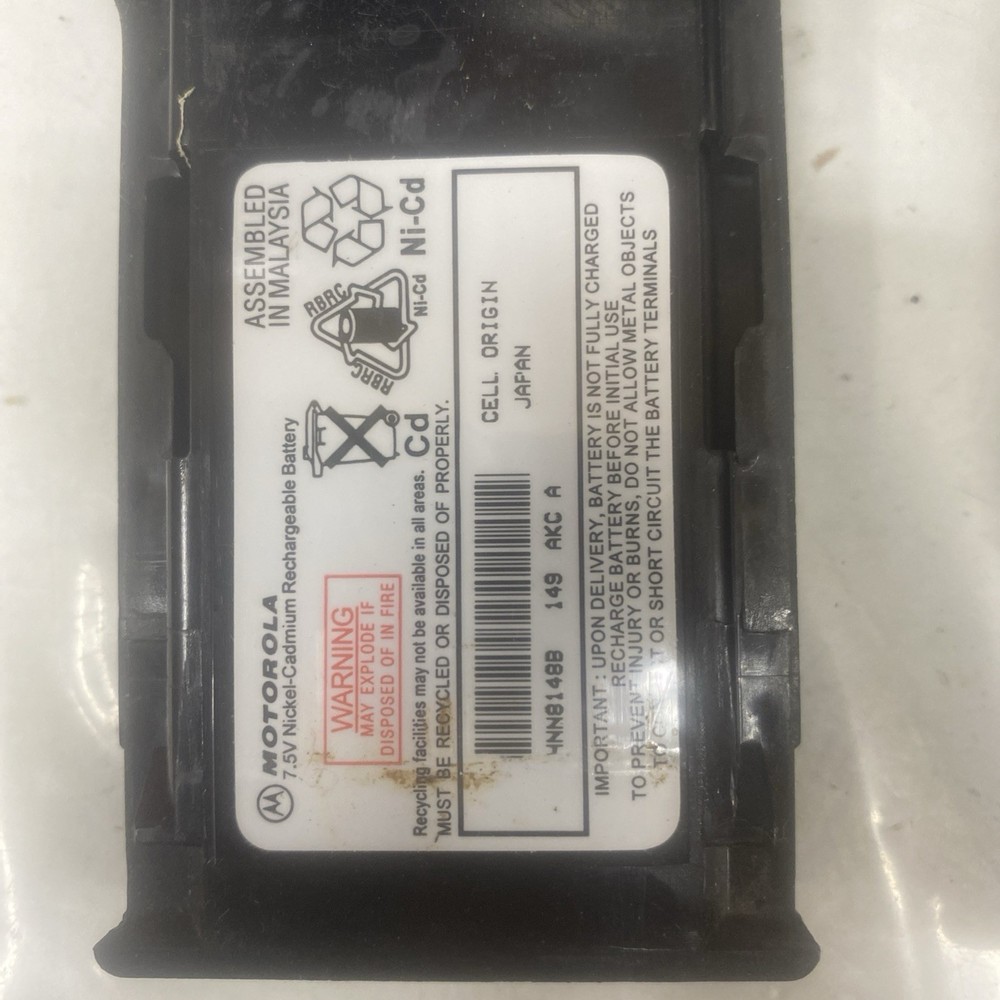 MOTOROLA
7.5V Nickel-Cadmium Rechargeable Battery
ASSEMBLED
IN MALAYSIA
WARNING
MAY EXPLODE IF
DISPOSED OF IN FIRE
Cd
RBRC
RBRC
Ni-Cd
Ni-Cd
Recycling facilities may not be available in all areas.
MUST BE RECYCLED OR DISPOSED OF PROPERLY.
CELL ORIGIN
HNN8148B 149 AKC A
JAPAN
IMPORTANT : UPON DELIVERY, BATTERY IS NOT FULLY CHARGED
RECHARGE BATTERY BEFORE INITIAL USE
TO PREVENT INJURY OR BURNS, DO NOT ALLOW METAL OBJECTS
TO OR SHORT CIRCUIT THE BATTERY TERMINALS